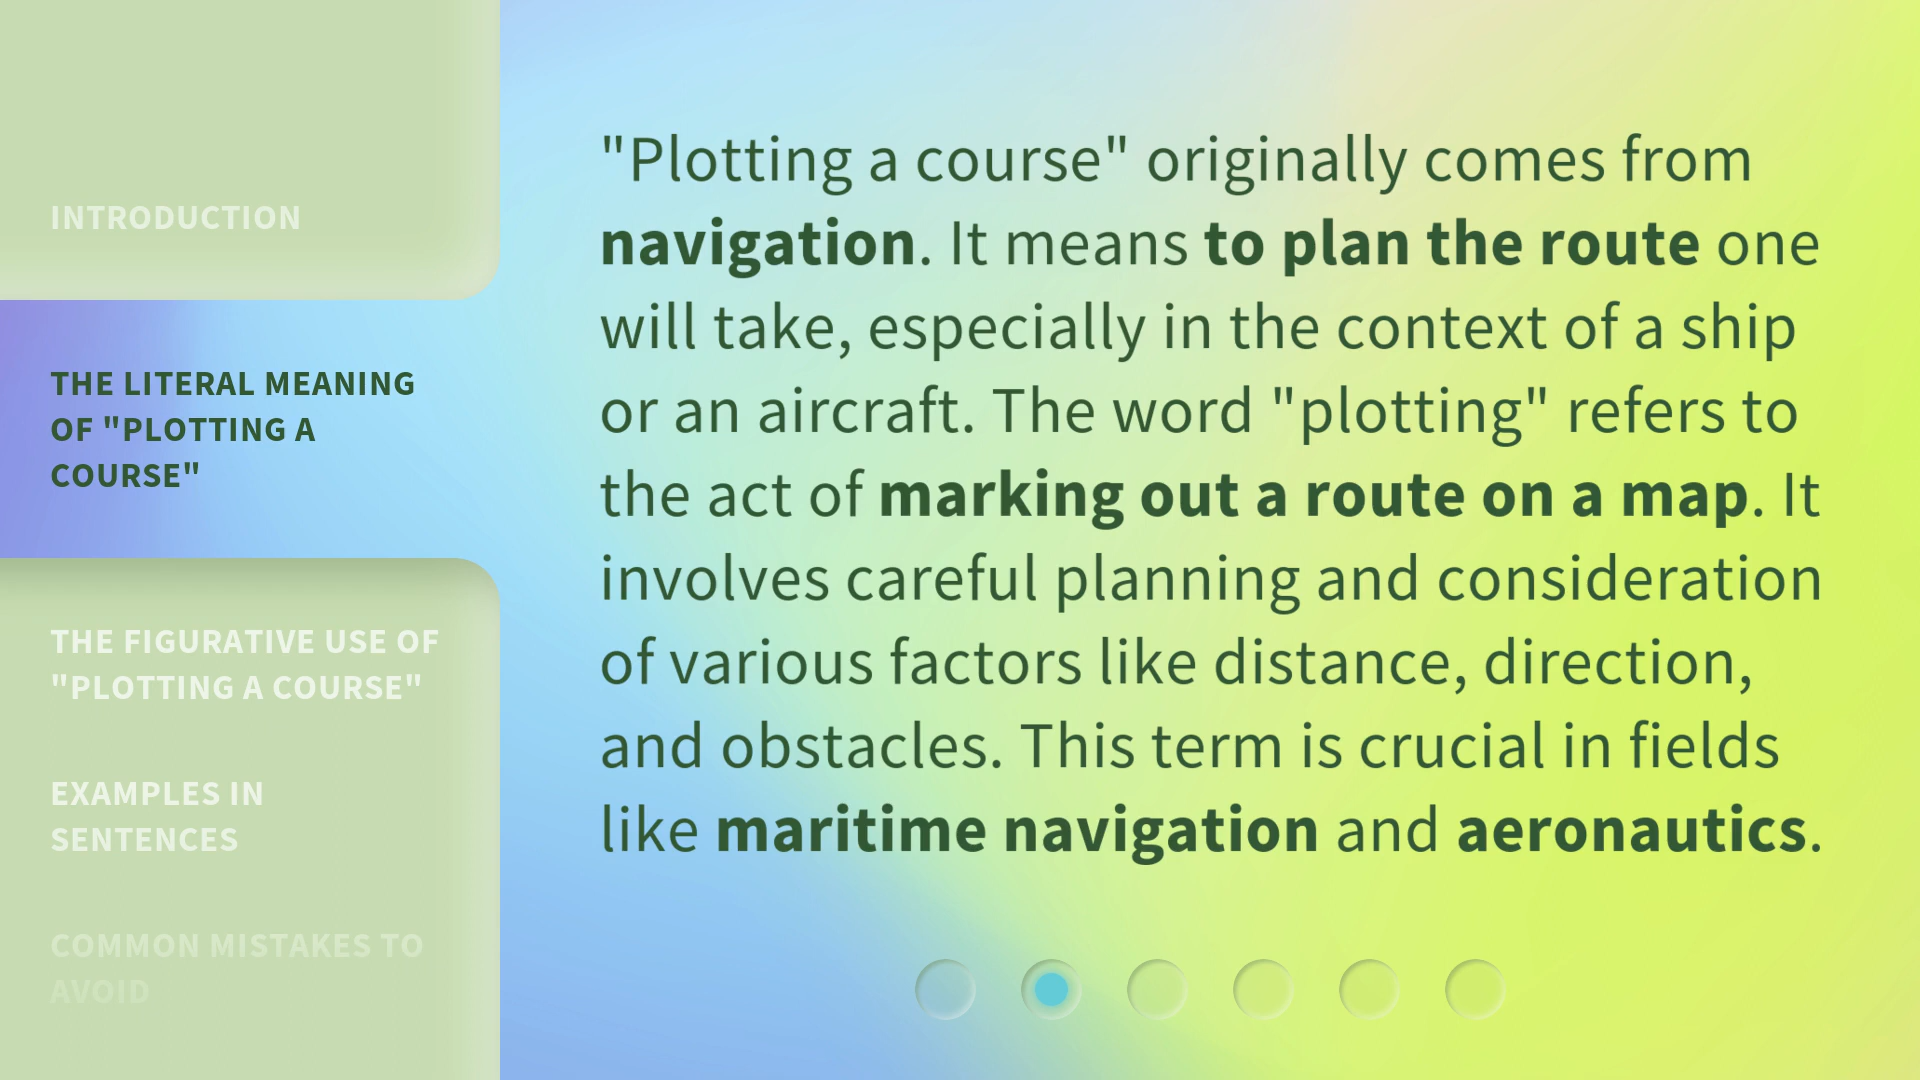 INTRODUCTION
THE LITERAL MEANING
OF "PLOTTING A
COURSE"
THE FIGURATIVE USE OF
"PLOTTING A COURSE"
EXAMPLES IN
SENTENCES
COMMON MISTAKES TO
AVOID
"Plotting a course" originally comes from
navigation. It means to plan the route one
will take, especially in the context of a ship
or an aircraft. The word "plotting" refers to
the act of marking out a route on a map. It
involves careful planning and consideration
of various factors like distance, direction,
and obstacles. This term is crucial in fields
like maritime navigation and aeronautics.